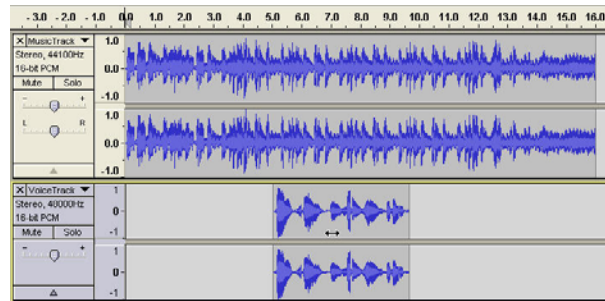 - 3.0 - 2.0 - 1.0 0.0 1.0 2.0 3.0 4.0 5.0 6.0 7.0 8.0 9.0 10.0 11.0 12.0 13.0 14.0 15.0 16.0
X MusicTrack 1.0
Stereo, 44100Hz
16-bit PCM 0.0
Mute Solo
- + -1.0
L R 1.0
0.0
-1.0
X VoiceTrack 1
Stereo, 40000Hz
16-bit PCM 0
Mute Solo -1
- + 1
0
-1